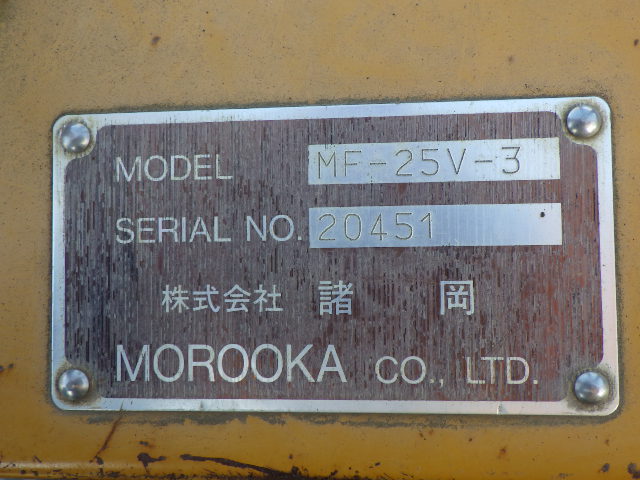 MODEL MF-25V-3
SERIAL NO. 20451
株式会社 諸岡
MOROOKA CO., LTD.